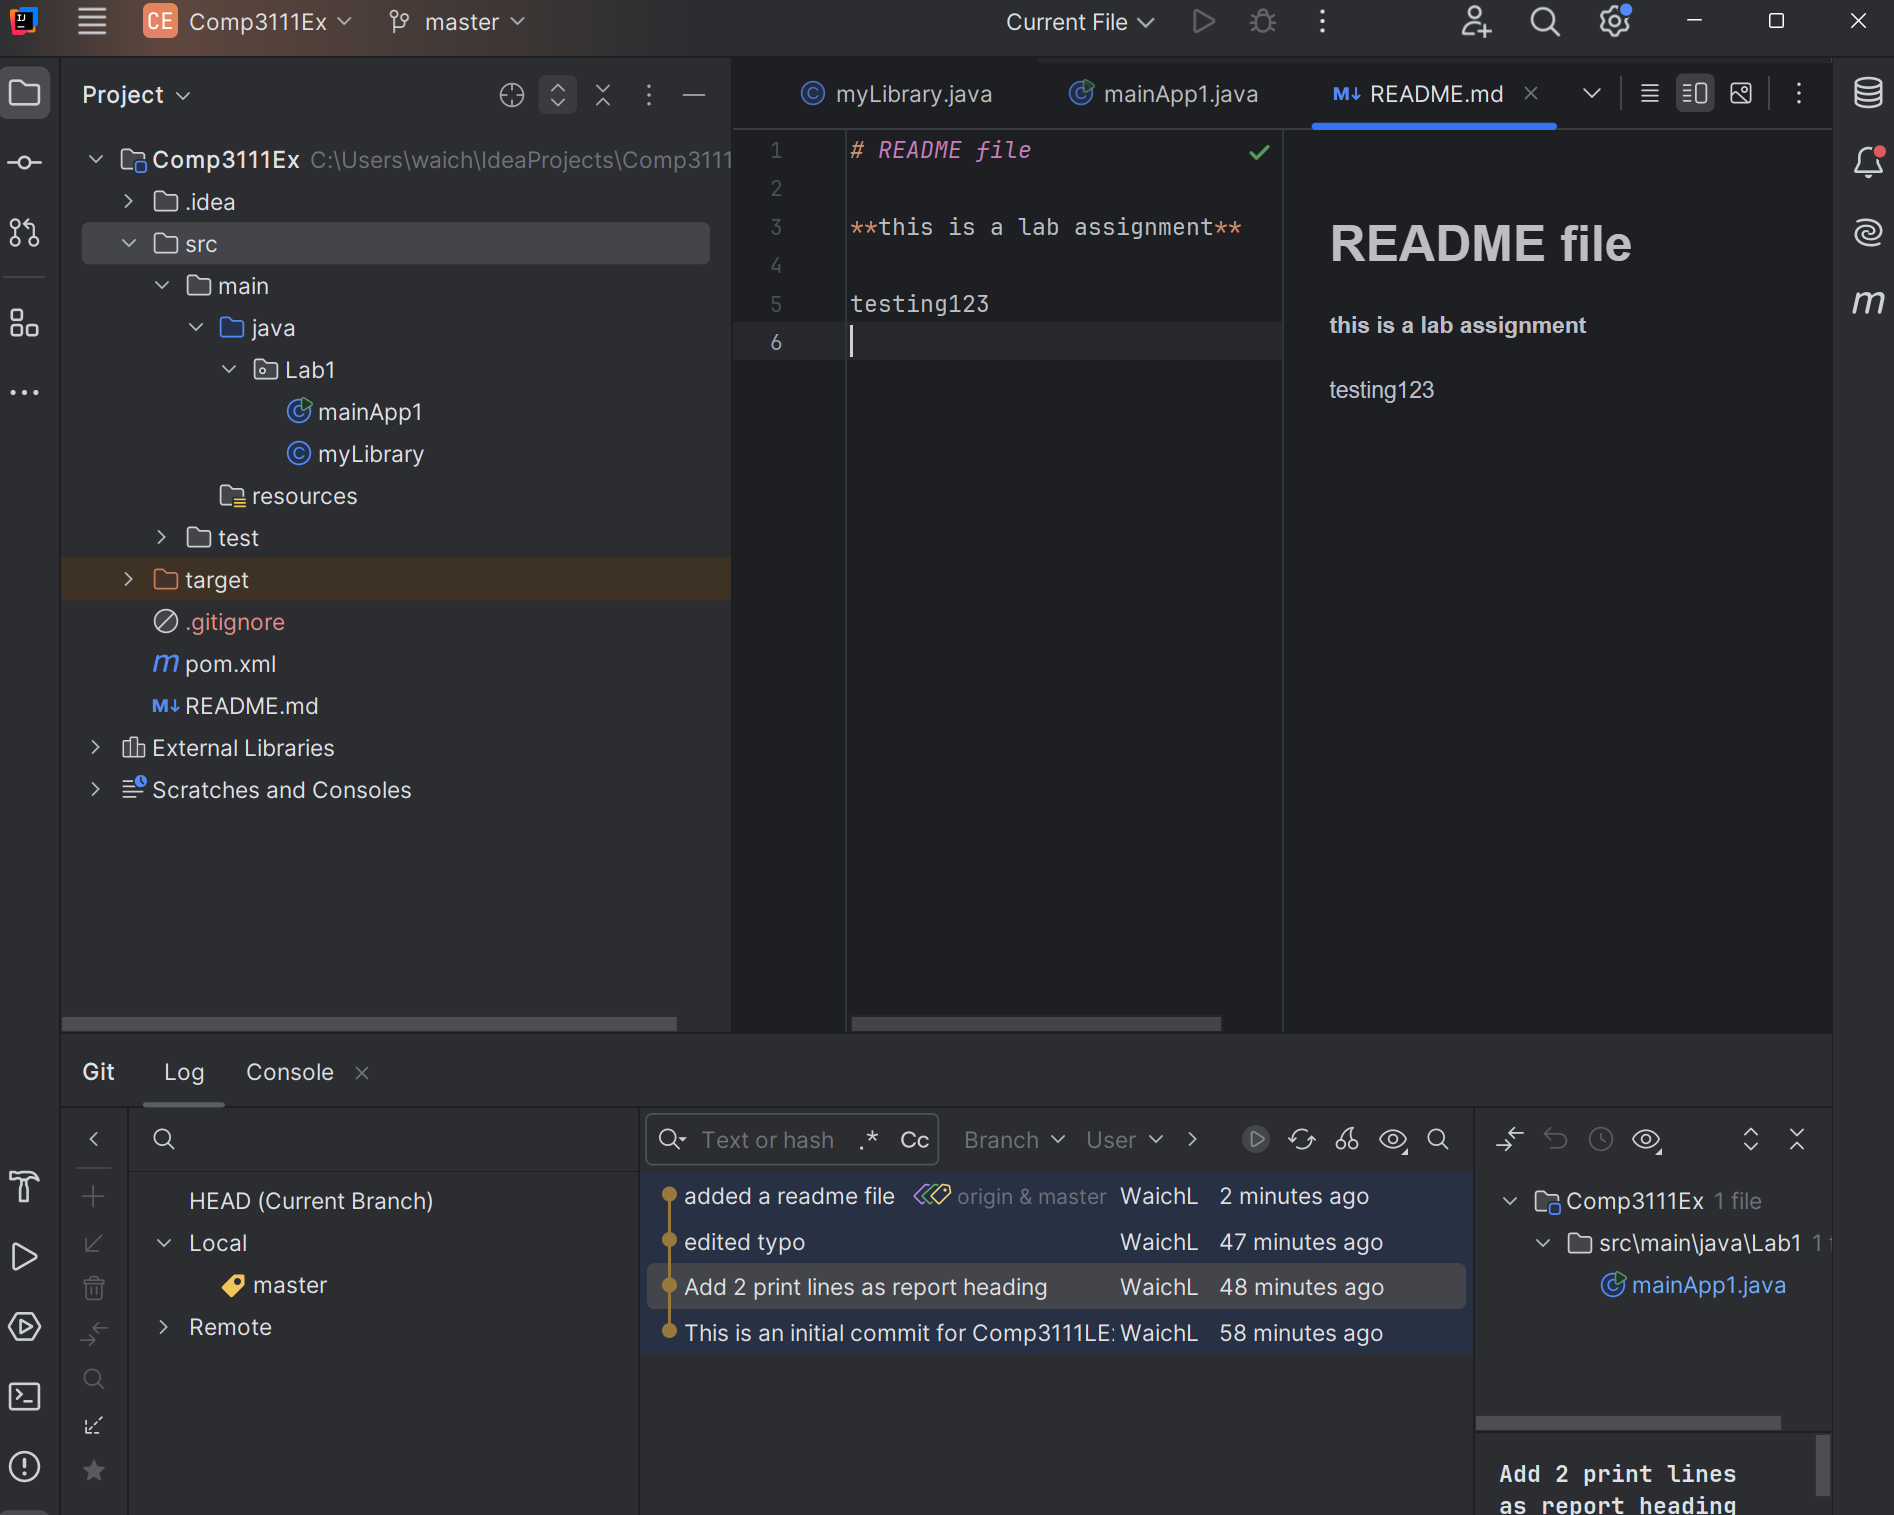 CE Comp3111Ex master Current File
Project
myLibrary.java mainApp1.java M↓ README.md
Comp3111Ex C:\Users\waich\IdeaProjects\Comp3111
.idea
src
main
java
Lab1
mainApp1
myLibrary
resources
test
target
.gitignore
m pom.xml
M↓ README.md
External Libraries
Scratches and Consoles
1 # README file
2
3 **this is a lab assignment**
4
5 testing123
6
README file
this is a lab assignment
testing123
m
Git Log Console
HEAD (Current Branch)
Local
master
Remote
Text or hash .* Cc Branch User
added a readme file origin & master WaichL 2 minutes ago
edited typo WaichL 47 minutes ago
Add 2 print lines as report heading WaichL 48 minutes ago
This is an initial commit for Comp3111LE WaichL 58 minutes ago
Comp3111Ex 1 file
src\main\java\Lab1 1
mainApp1.java
Add 2 print lines
as report heading